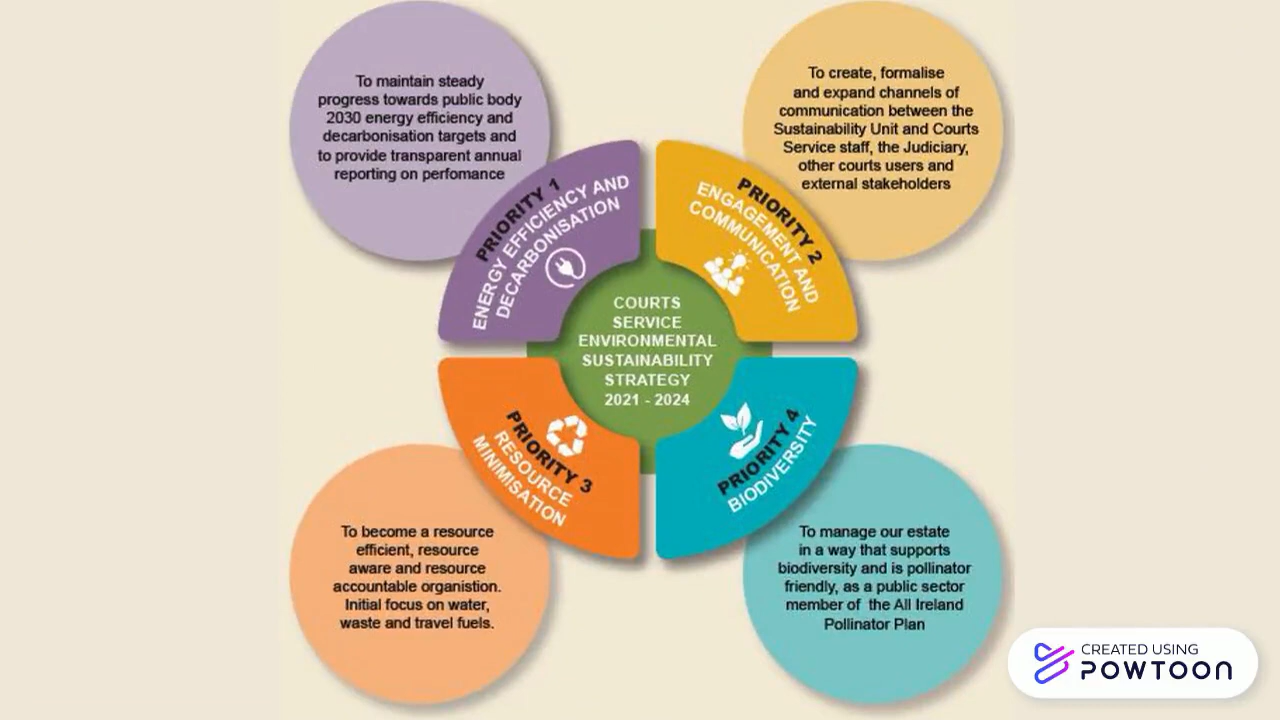 To maintain steady
progress towards public body
2030 energy efficiency and
decarbonisation targets and
to provide transparent annual
reporting on perfomance
PRIORITY 1
ENERGY EFFICIENCY AND
DECARBONISATION
To create, formalise
and expand channels of
communication between the
Sustainability Unit and Courts
Service staff, the Judiciary,
other courts users and
external stakeholders
PRIORITY 2
ENGAGEMENT AND
COMMUNICATION
COURTS
SERVICE
ENVIRONMENTAL
SUSTAINABILITY
STRATEGY
2021 - 2024
PRIORITY 3
RESOURCE
MINIMISATION
To become a resource
efficient, resource
aware and resource
accountable organistion.
Initial focus on water,
waste and travel fuels.
PRIORITY 4
BIODIVERSITY
To manage our estate
in a way that supports
biodiversity and is pollinator
friendly, as a public sector
member of the All Ireland
Pollinator Plan
CREATED USING
POWTOON